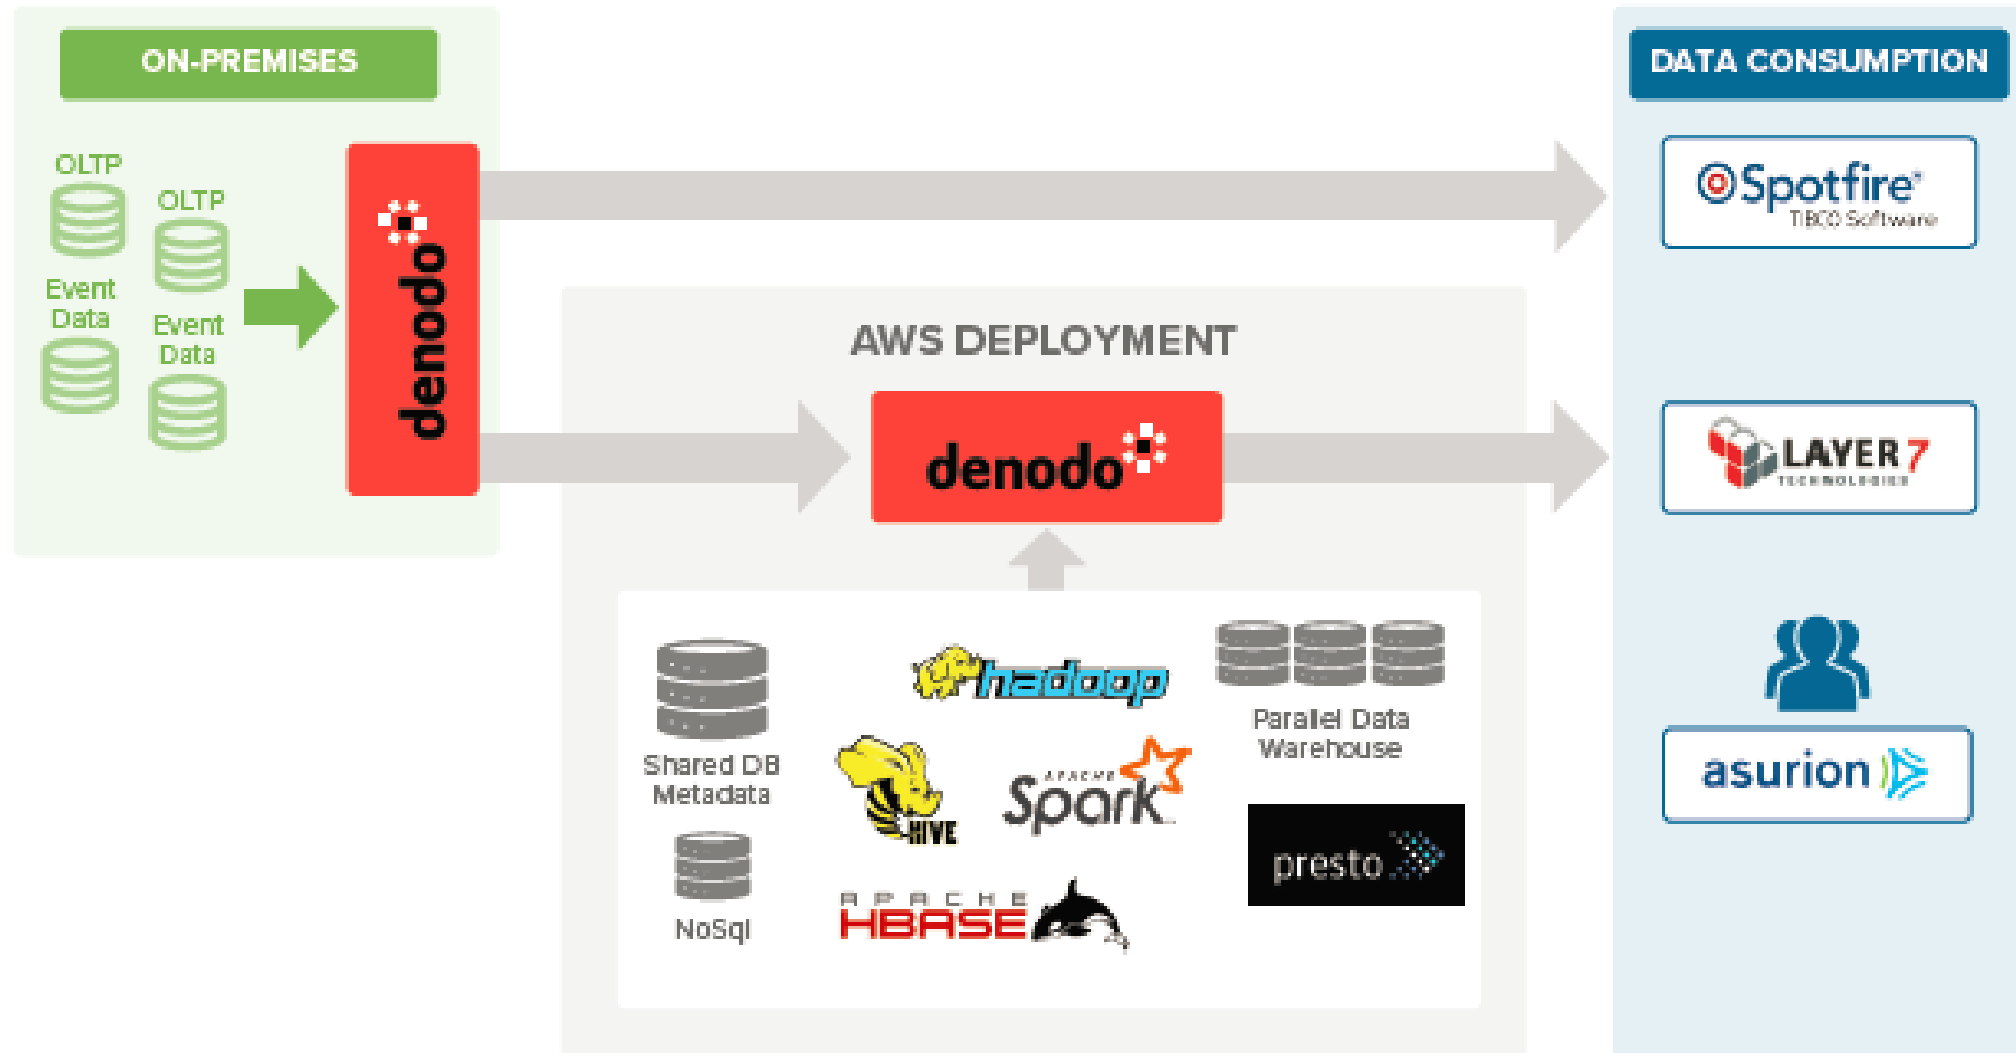 ON-PREMISES
OLTP
OLTP
Event
Data
Event
Data
denodo
AWS DEPLOYMENT
denodo
Shared DB
Metadata
NoSql
hadoop
HIVE
APACHE
Spark
APACHE
HBASE
Parallel Data
Warehouse
presto
DATA CONSUMPTION
Spotfire®
TIBCO Software
LAYER 7
TECHNOLOGIES
asurion